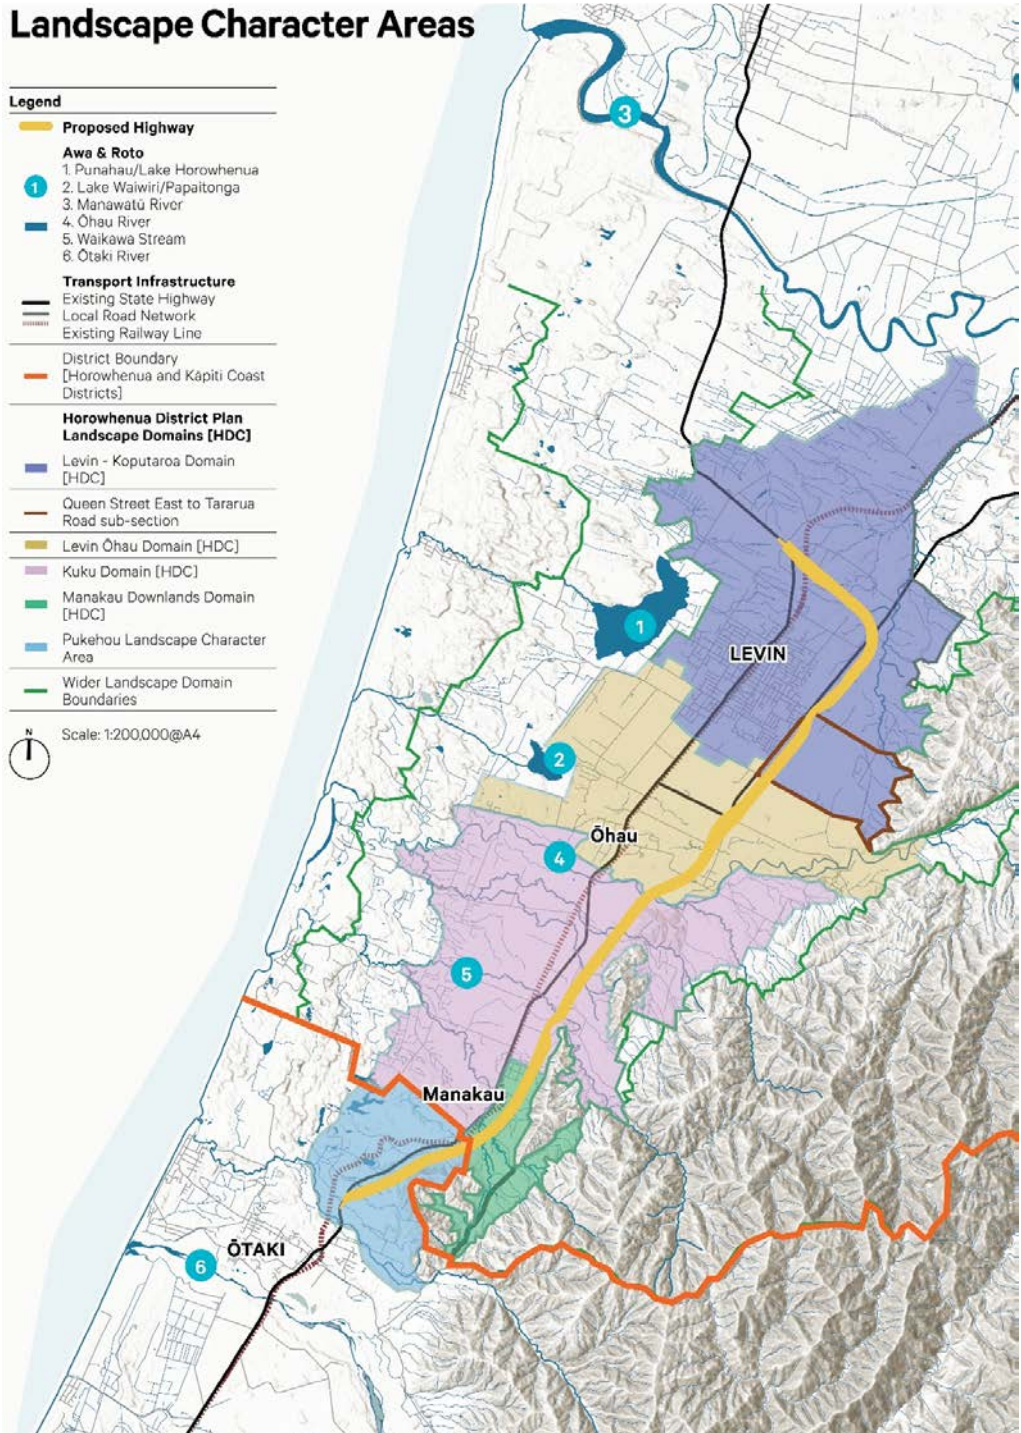 Landscape Character Areas
Legend
Proposed Highway
Awa & Roto
1. Punahau/Lake Horowhenua
1
2. Lake Waiwiri/Papaitonga
3. Manawatū River
4. Ōhau River
5. Waikawa Stream
6. Ōtaki River
Transport Infrastructure
Existing State Highway
Local Road Network
Existing Railway Line
District Boundary
[Horowhenua and Kāpiti Coast
Districts]
Horowhenua District Plan
Landscape Domains [HDC]
Levin - Koputaroa Domain
[HDC]
Queen Street East to Tararua
Road sub-section
Levin Ōhau Domain [HDC]
Kuku Domain [HDC]
Manakau Downlands Domain
[HDC]
Pukehou Landscape Character
Area
Wider Landscape Domain
Boundaries
N
Scale: 1:200,000@A4
3
1
LEVIN
2
Ōhau
4
5
Manakau
ŌTAKI
6